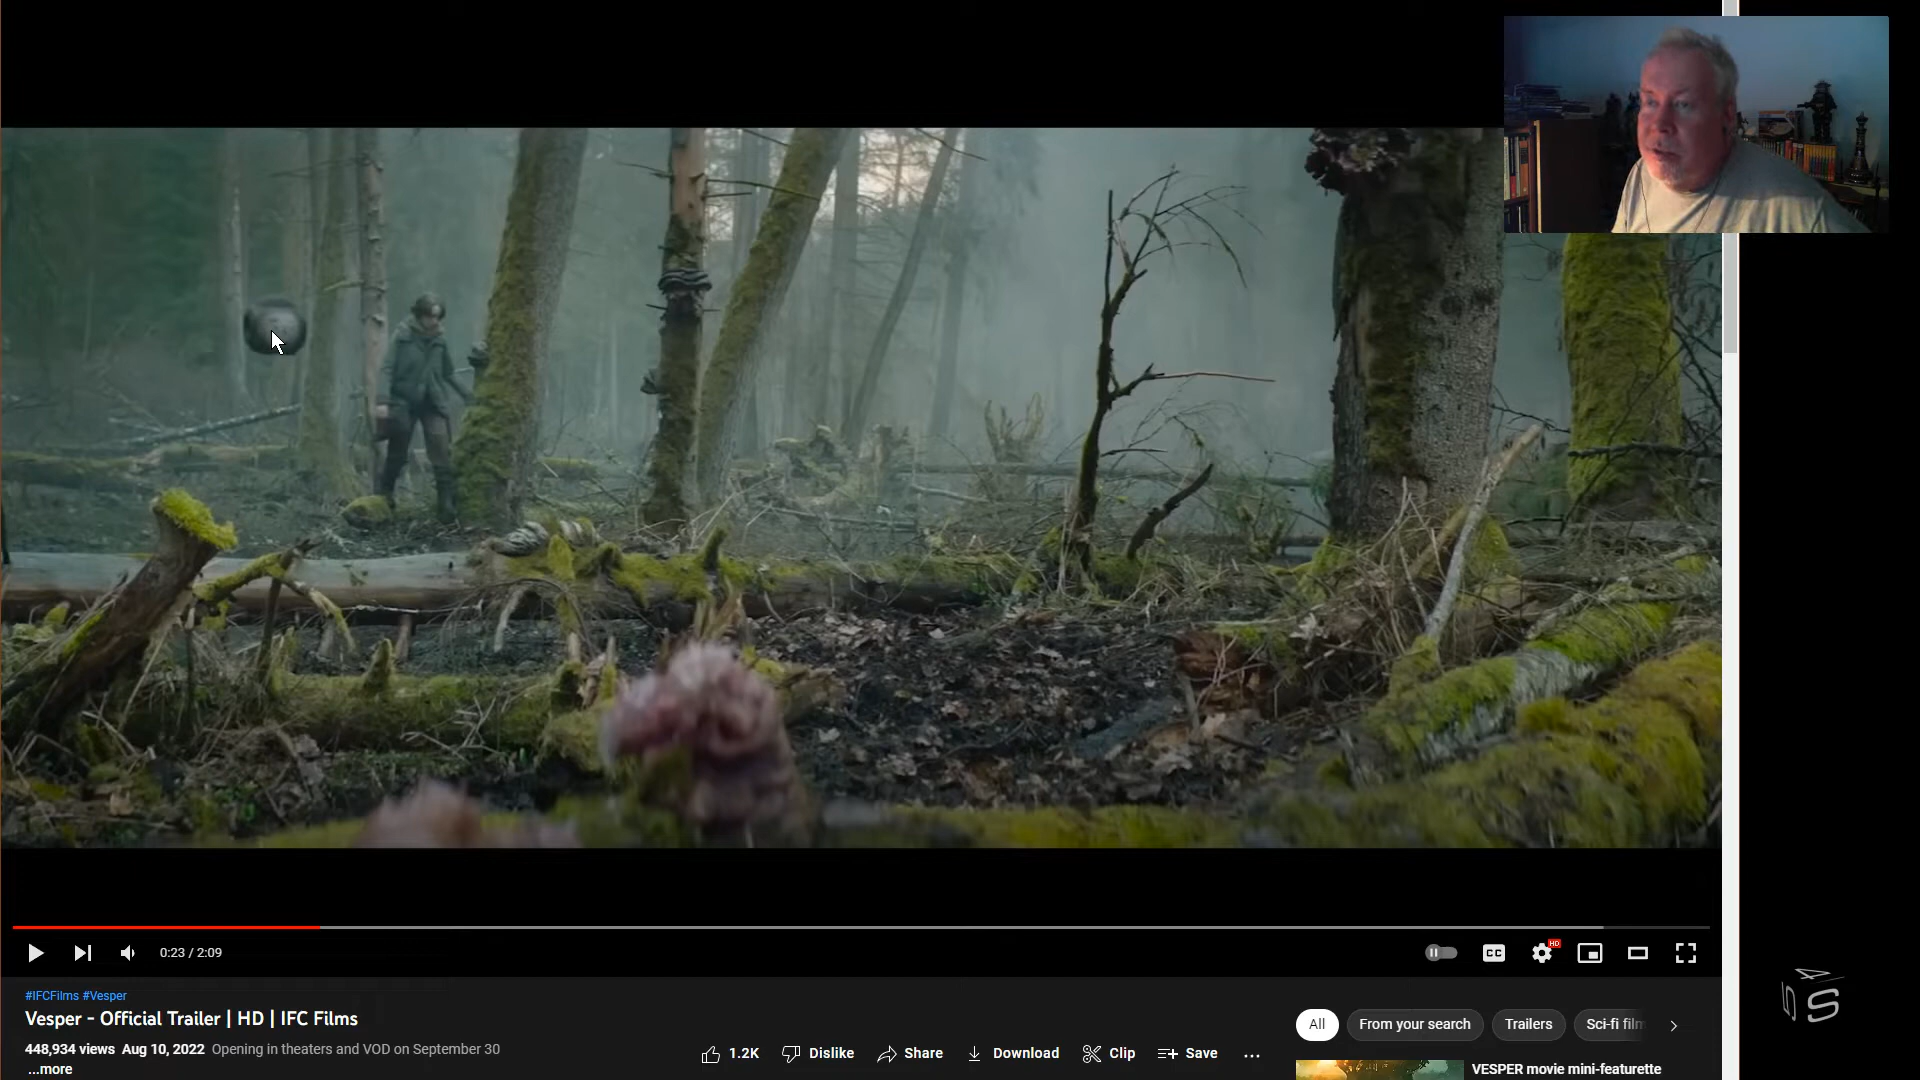 0:23 / 2:09
CC
HD
#IFCFilms #Vesper
Vesper - Official Trailer | HD | IFC Films
448,934 views Aug 10, 2022 Opening in theaters and VOD on September 30
...more
1.2K
Dislike
Share
Download
Clip
Save
All
From your search
Trailers
Sci-fi film
VESPER movie mini-featurette